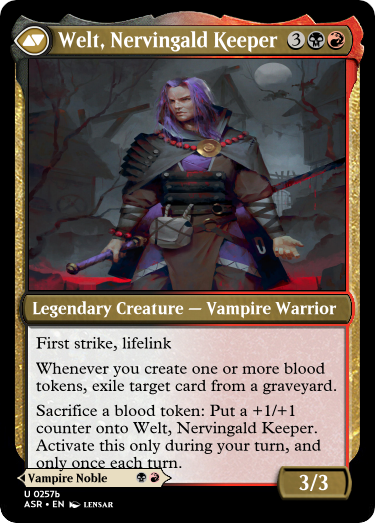 Welt, Nervingald Keeper 3
Legendary Creature — Vampire Warrior
First strike, lifelink
Whenever you create one or more blood
tokens, exile target card from a graveyard.
Sacrifice a blood token: Put a +1/+1
counter onto Welt, Nervingald Keeper.
Activate this only during your turn, and
only once each turn.
Vampire Noble
3/3
U 0257b
ASR • EN LENSAR